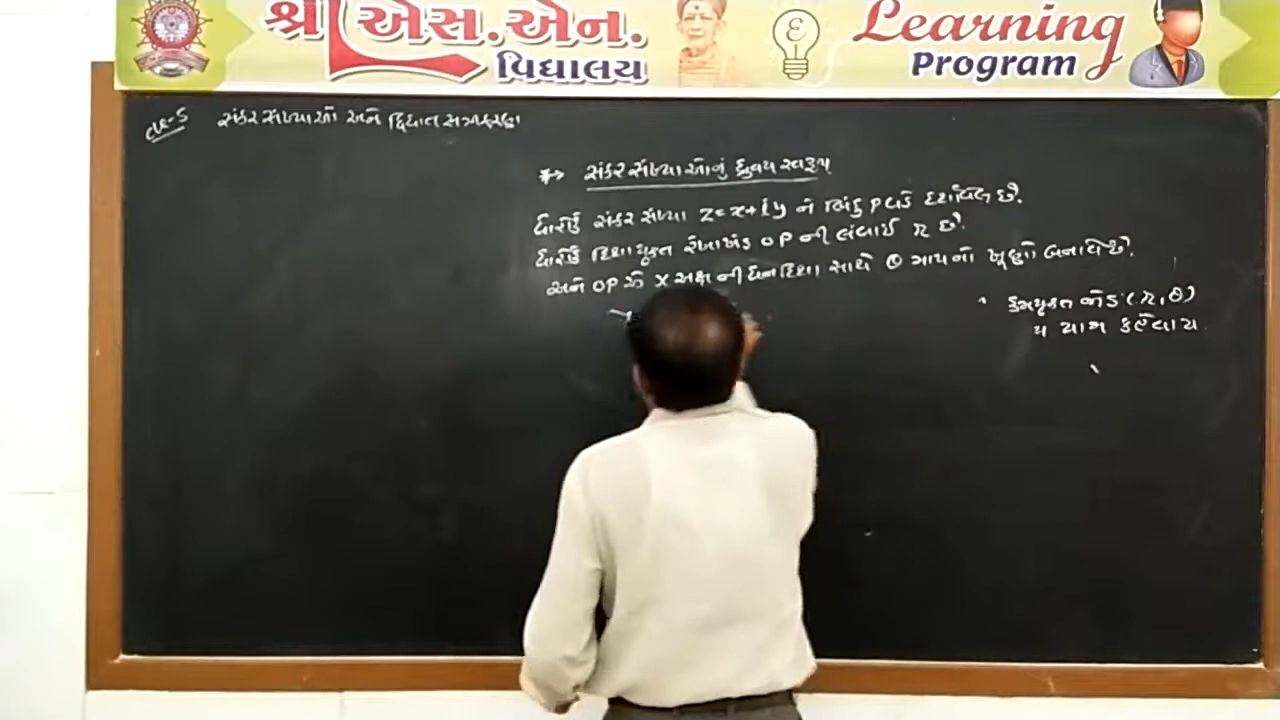 શ્રી એસ.એન.
વિદ્યાલય
Learning
Program
સંકર સંખ્યાઓ અને દ્વિઘાત સમીકરણ
* → સંકર સંખ્યાઓનું ધ્રુવીય સ્વરૂપ
ધારોકે સંકર સંખ્યા z = x + iy ને બિંદુ P વડે દર્શાવેલ છે.
ધારોકે દિશાયુક્ત રેખાખંડ OP ની લંબાઈ r છે.
અને OP એ X અક્ષ ની ધન દિશા સાથે θ માપનો ખૂણો બનાવે છે.
ક્રમયુક્ત જોડ (r, θ)
યામ કહેવાય